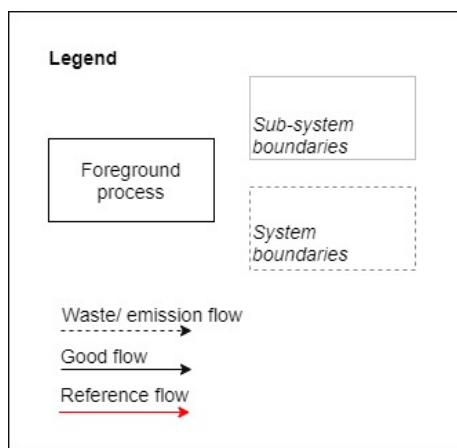 Legend
Foreground
process
Sub-system
boundaries
System
boundaries
Waste/ emission flow
Good flow
Reference flow